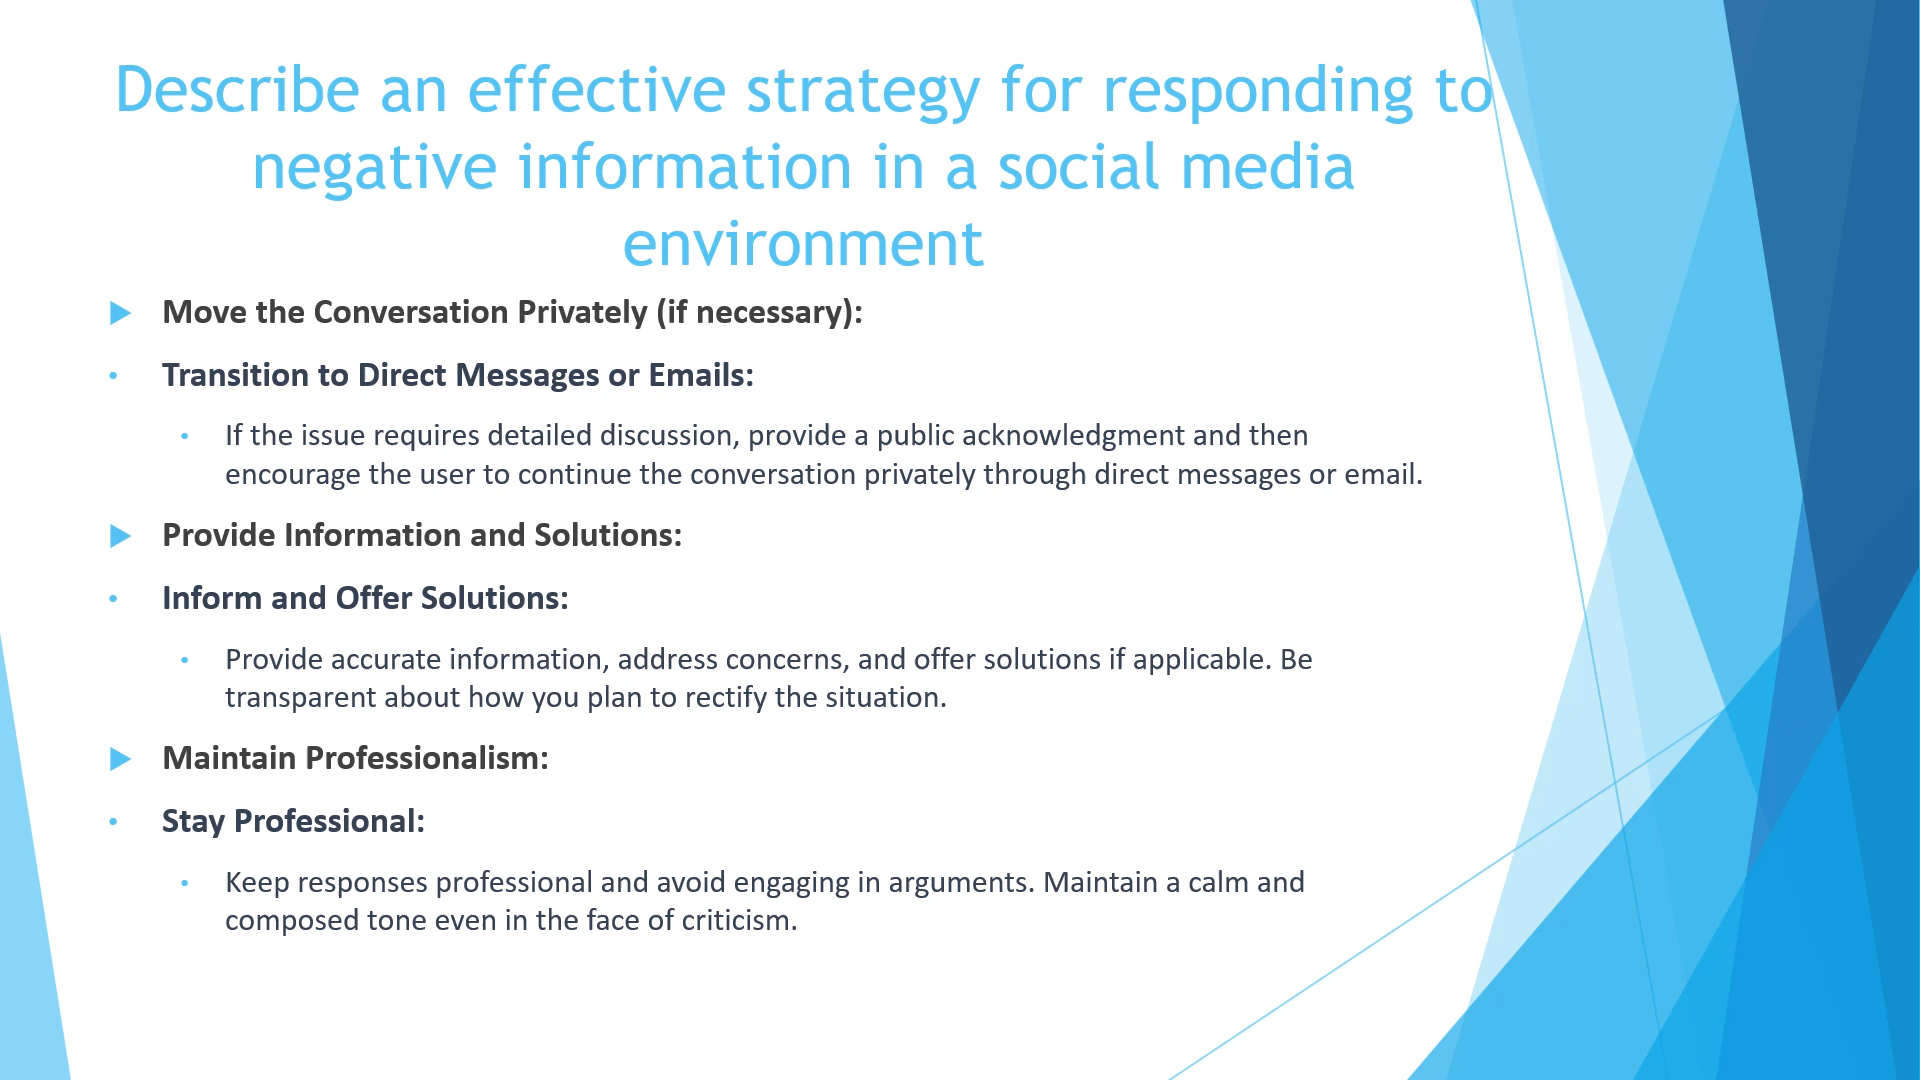 Describe an effective strategy for responding to
negative information in a social media
environment
Move the Conversation Privately (if necessary):
Transition to Direct Messages or Emails:
If the issue requires detailed discussion, provide a public acknowledgment and then
encourage the user to continue the conversation privately through direct messages or email.
Provide Information and Solutions:
Inform and Offer Solutions:
Provide accurate information, address concerns, and offer solutions if applicable. Be
transparent about how you plan to rectify the situation.
Maintain Professionalism:
Stay Professional:
Keep responses professional and avoid engaging in arguments. Maintain a calm and
composed tone even in the face of criticism.